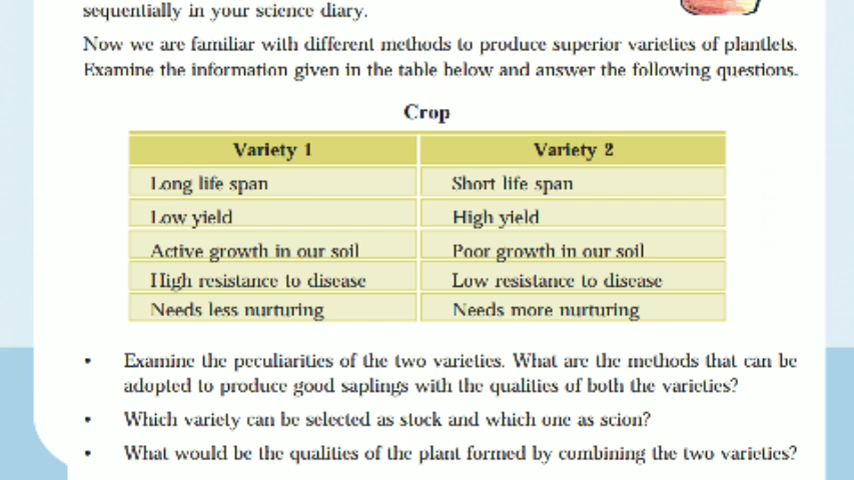 sequentially in your science diary.
Now we are familiar with different methods to produce superior varieties of plantlets.
Examine the information given in the table below and answer the following questions.
Crop
Variety 1 Variety 2
Long life span Short life span
Low yield High yield
Active growth in our soil Poor growth in our soil
High resistance to disease Low resistance to disease
Needs less nurturing Needs more nurturing
• Examine the peculiarities of the two varieties. What are the methods that can be
adopted to produce good saplings with the qualities of both the varieties?
• Which variety can be selected as stock and which one as scion?
• What would be the qualities of the plant formed by combining the two varieties?